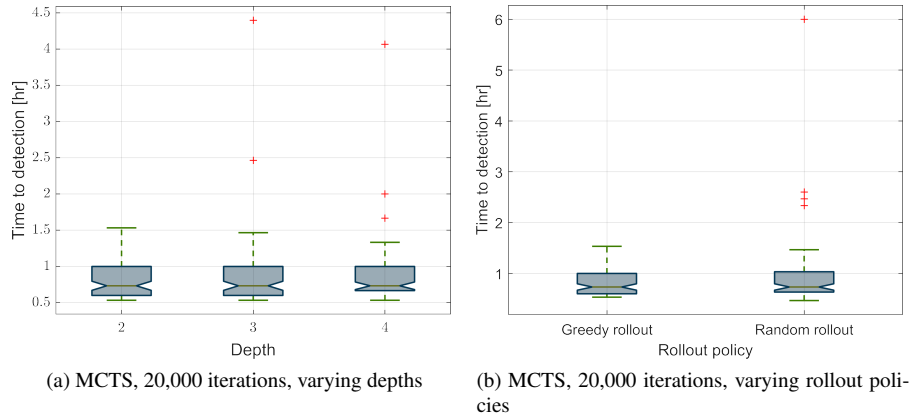 4.5
4
3.5
3
2.5
2
1.5
1
0.5
Time to detection [hr]
2
3
4
Depth
(a) MCTS, 20,000 iterations, varying depths
6
5
4
3
2
1
Time to detection [hr]
Greedy rollout
Random rollout
Rollout policy
(b) MCTS, 20,000 iterations, varying rollout poli-
cies